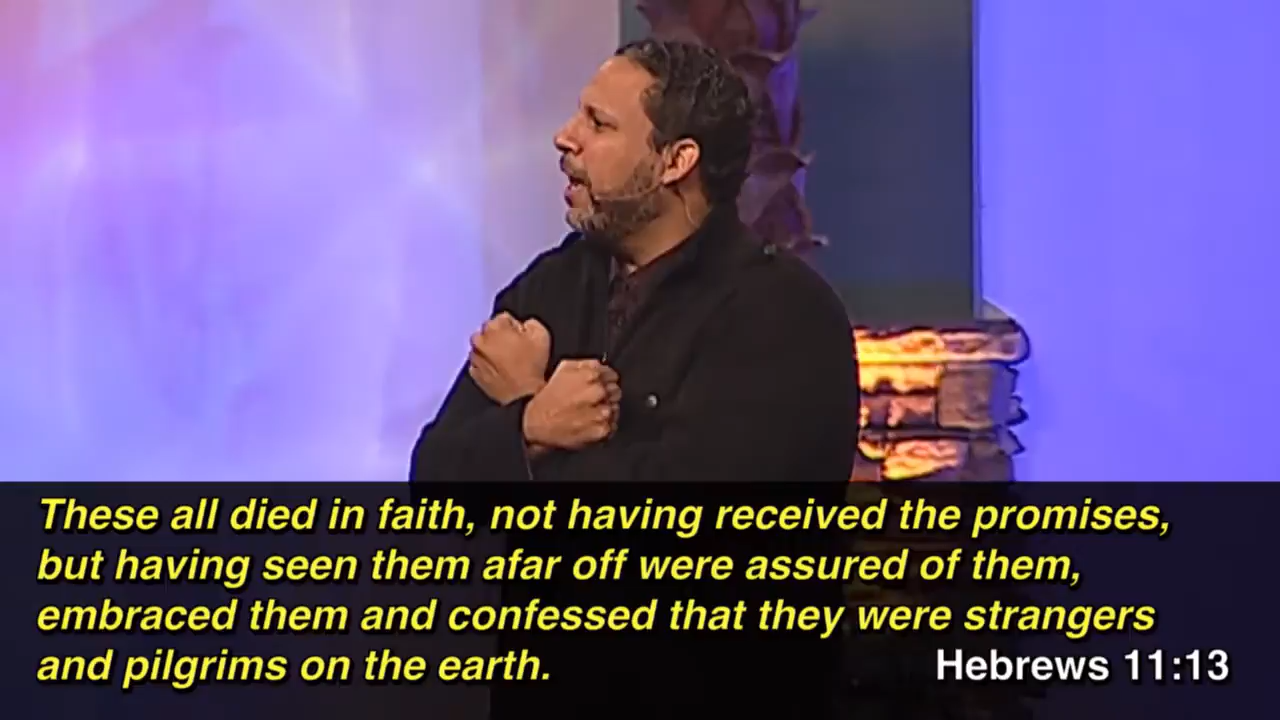 These all died in faith, not having received the promises,
but having seen them afar off were assured of them,
embraced them and confessed that they were strangers
and pilgrims on the earth.
Hebrews 11:13